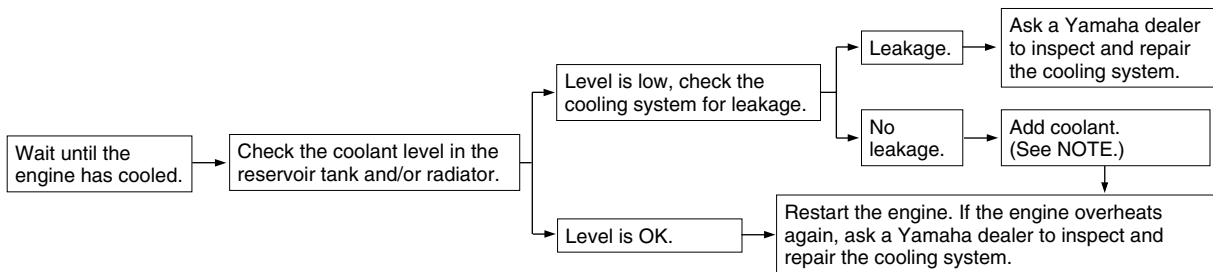 Wait until the
engine has cooled.
Check the coolant level in the
reservoir tank and/or radiator.
Level is low, check the
cooling system for leakage.
Leakage.
Ask a Yamaha dealer
to inspect and repair
the cooling system.
No
leakage.
Add coolant.
(See NOTE.)
Level is OK.
Restart the engine. If the engine overheats
again, ask a Yamaha dealer to inspect and
repair the cooling system.